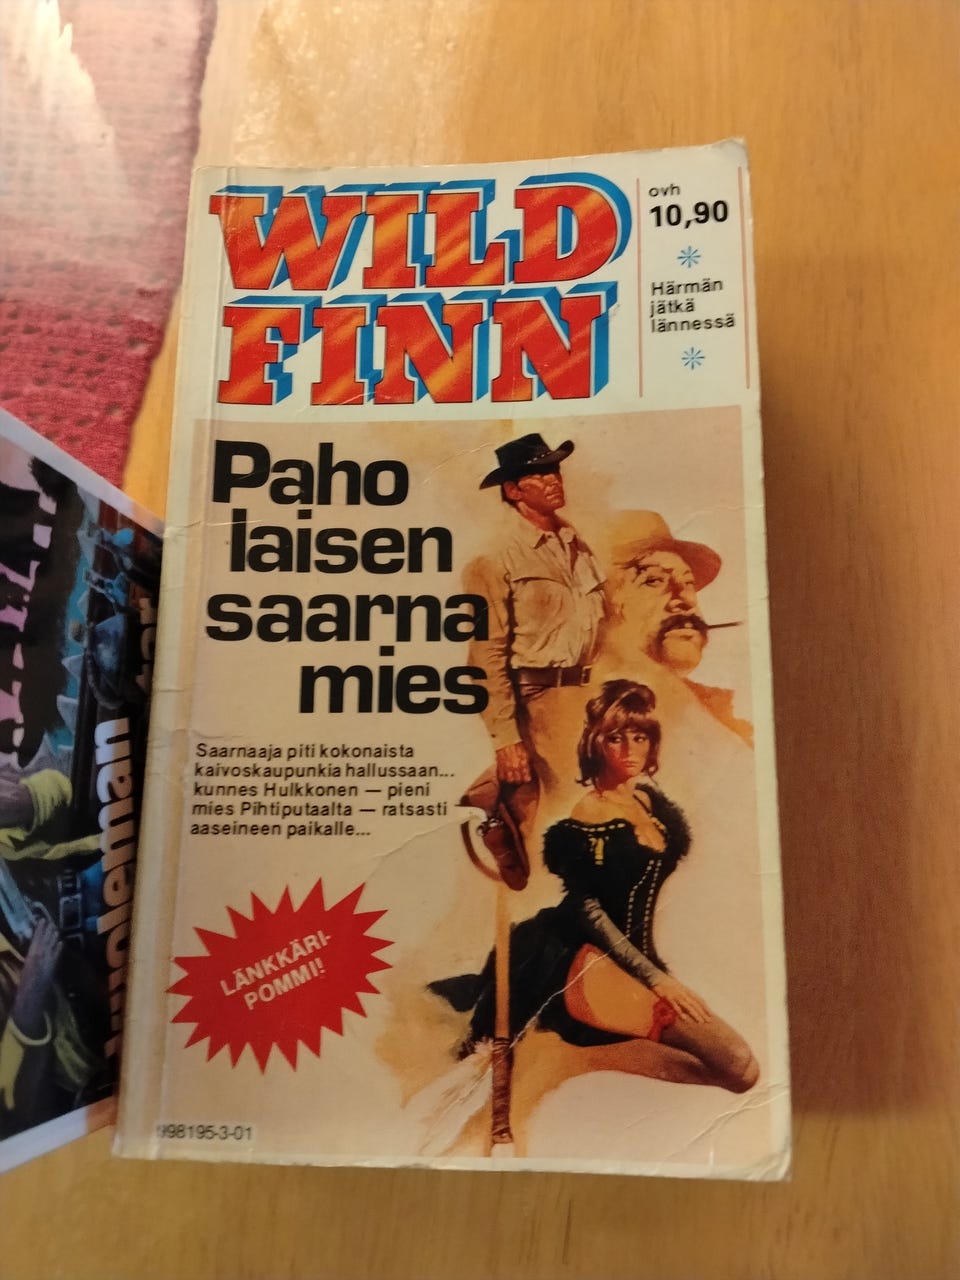 WILD
FINN
ovh
10,90
Härmän
jätkä
lännessä
Paho
laisen
saarna
mies
Saarnaaja piti kokonaista
kaivoskaupunkia hallussaan...
kunnes Hulkkonen — pieni
mies Pihtiputaalta — ratsasti
aaseineen paikalle...
LÄNKKÄRI-
POMMI!
998195-3-01